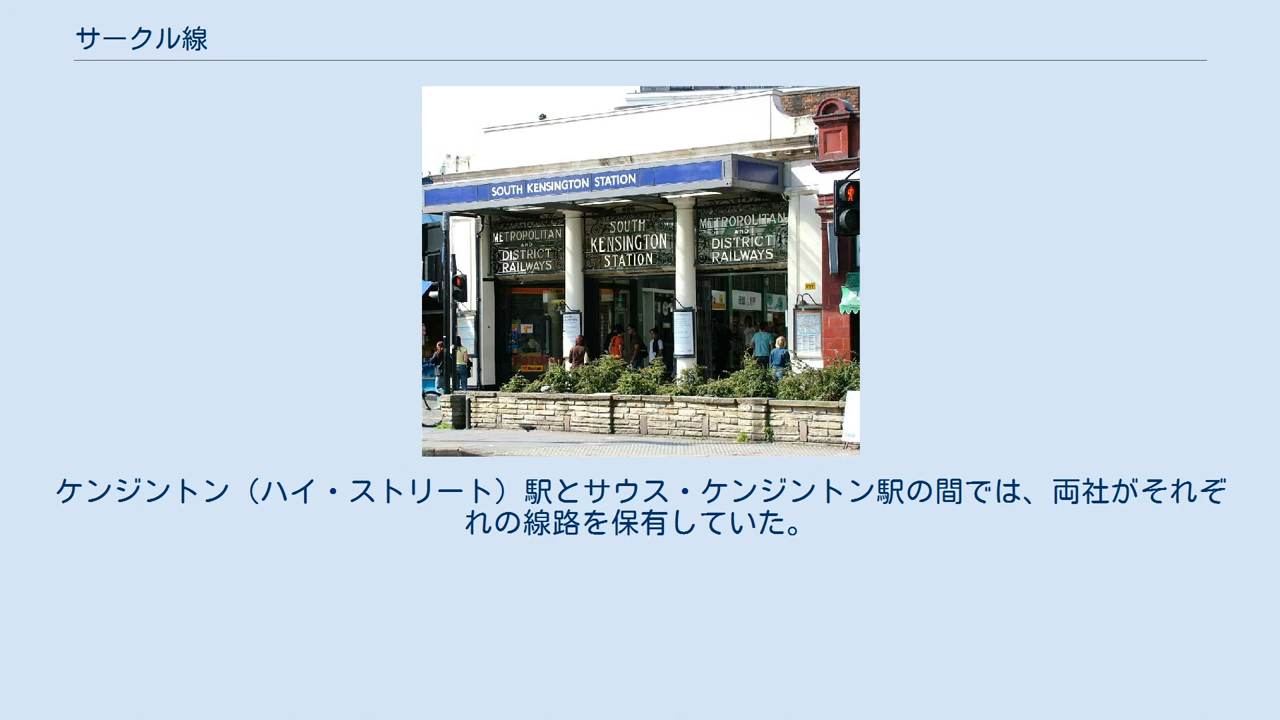 サークル線
SOUTH KENSINGTON STATION
METROPOLITAN
AND
DISTRICT
RAILWAYS
SOUTH
KENSINGTON
STATION
METROPOLITAN
AND
DISTRICT
RAILWAYS
ケンジントン（ハイ・ストリート）駅とサウス・ケンジントン駅の間では、両社がそれぞ
れの線路を保有していた。